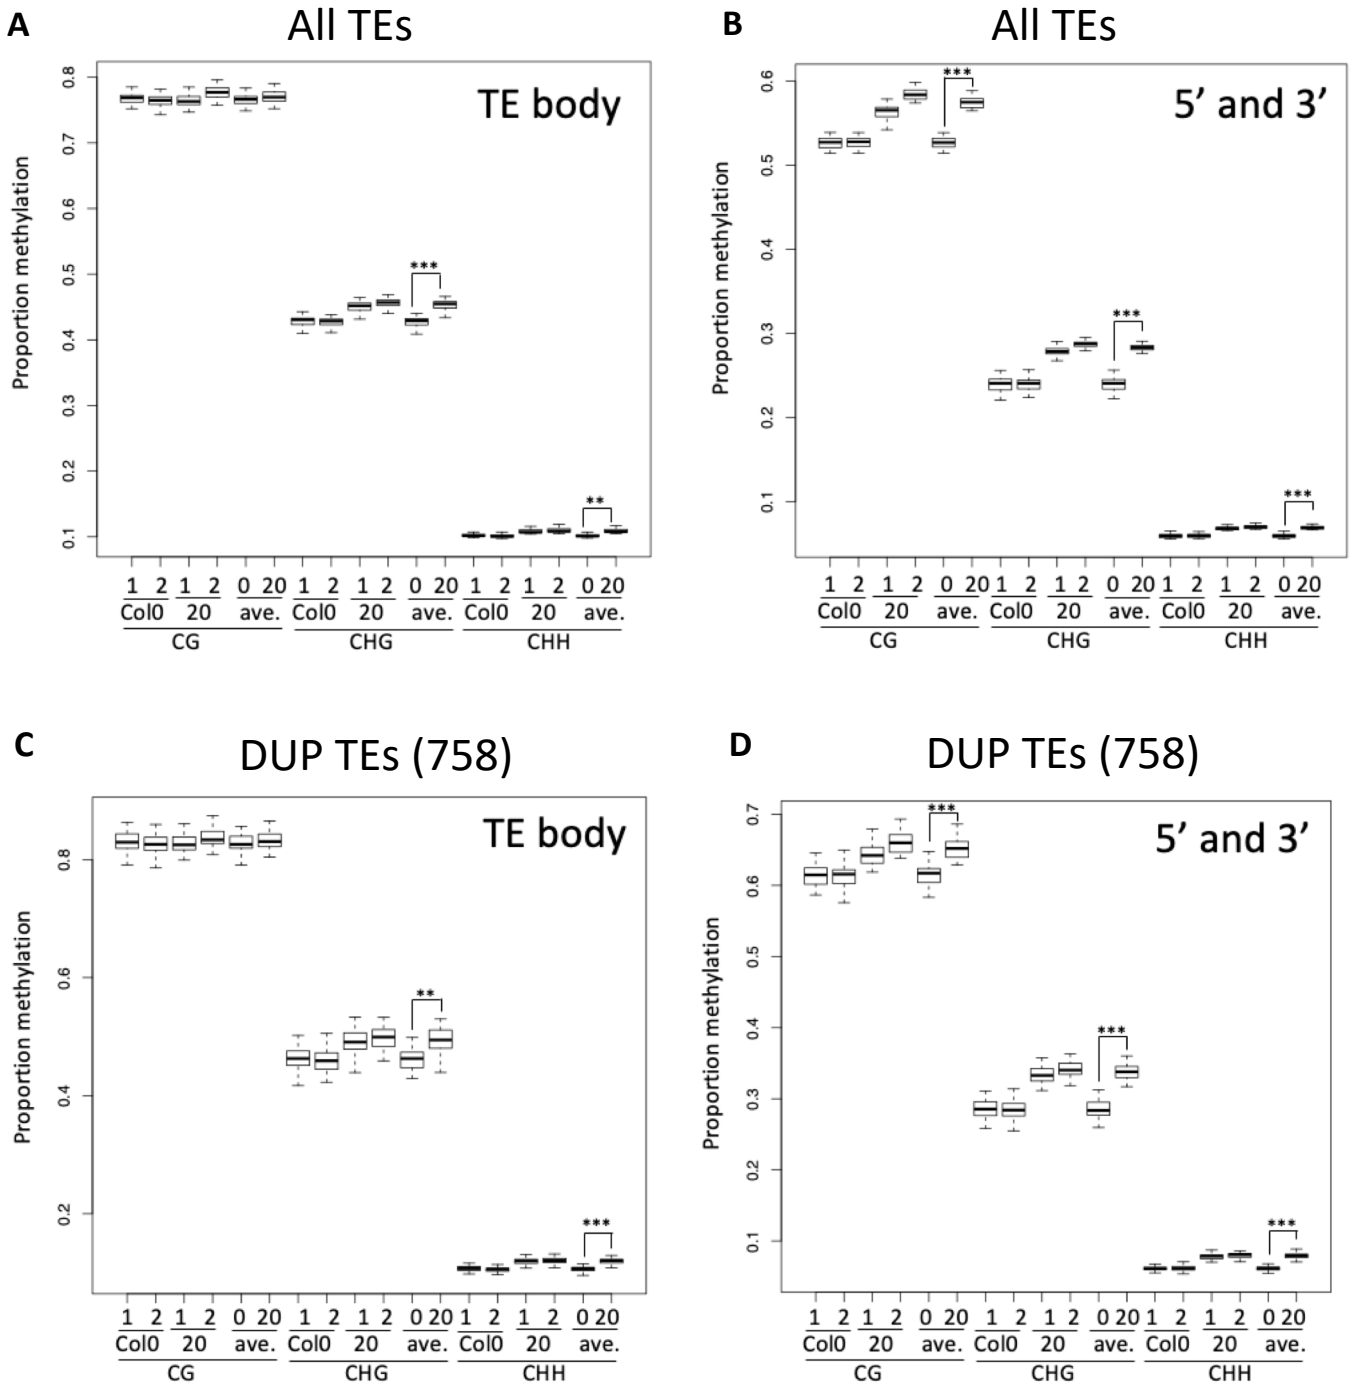 A
All TEs
TE body
Proportion methylation
0.8
0.7
0.6
0.5
0.4
0.3
0.2
0.1
***
**
1 2 1 2 0 20 1 2 1 2 0 20 1 2 1 2 0 20
Col0 20 ave. Col0 20 ave. Col0 20 ave.
CG CHG CHH
B
All TEs
5’ and 3’
Proportion methylation
0.6
0.5
0.4
0.3
0.2
0.1
***
***
***
1 2 1 2 0 20 1 2 1 2 0 20 1 2 1 2 0 20
Col0 20 ave. Col0 20 ave. Col0 20 ave.
CG CHG CHH
C
DUP TEs (758)
TE body
Proportion methylation
0.8
0.6
0.4
0.2
**
***
1 2 1 2 0 20 1 2 1 2 0 20 1 2 1 2 0 20
Col0 20 ave. Col0 20 ave. Col0 20 ave.
CG CHG CHH
D
DUP TEs (758)
5’ and 3’
Proportion methylation
0.7
0.6
0.5
0.4
0.3
0.2
0.1
***
***
***
1 2 1 2 0 20 1 2 1 2 0 20 1 2 1 2 0 20
Col0 20 ave. Col0 20 ave. Col0 20 ave.
CG CHG CHH